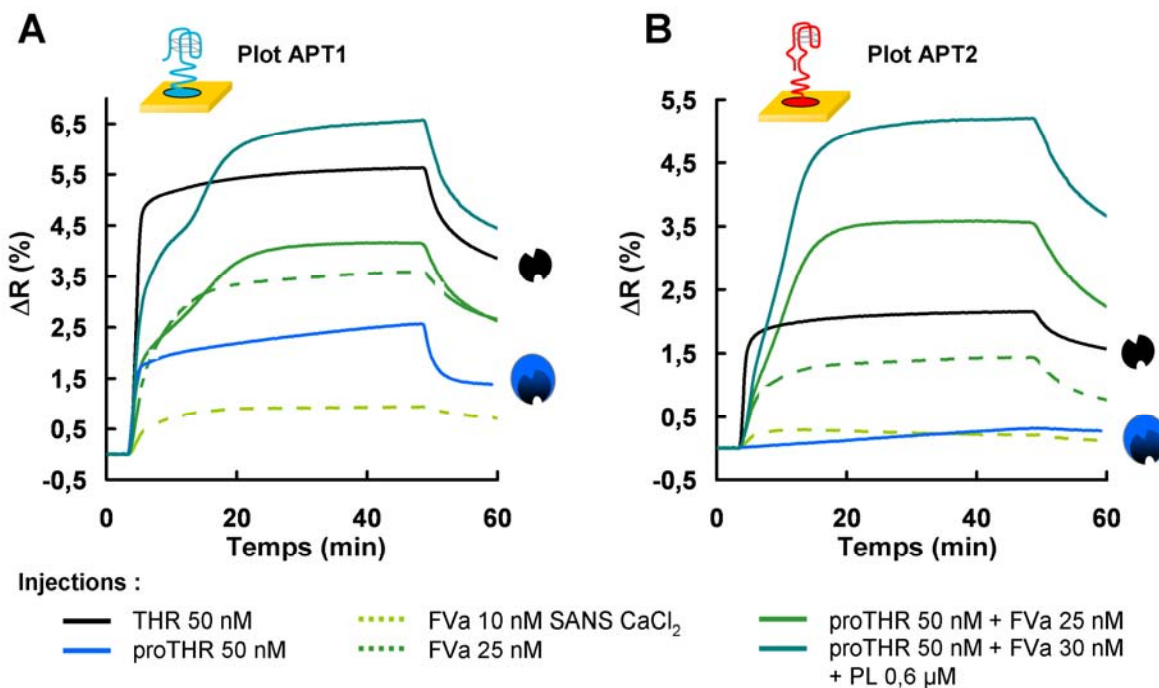 A
Plot APT1
ΔR (%)
6,5
5,5
4,5
3,5
2,5
1,5
0,5
-0,5
0 20 40 60
Temps (min)
B
Plot APT2
ΔR (%)
5,5
4,5
3,5
2,5
1,5
0,5
-0,5
0 20 40 60
Temps (min)
Injections :
THR 50 nM
proTHR 50 nM
FVa 10 nM SANS CaCl₂
FVa 25 nM
proTHR 50 nM + FVa 25 nM
proTHR 50 nM + FVa 30 nM
+ PL 0,6 µM